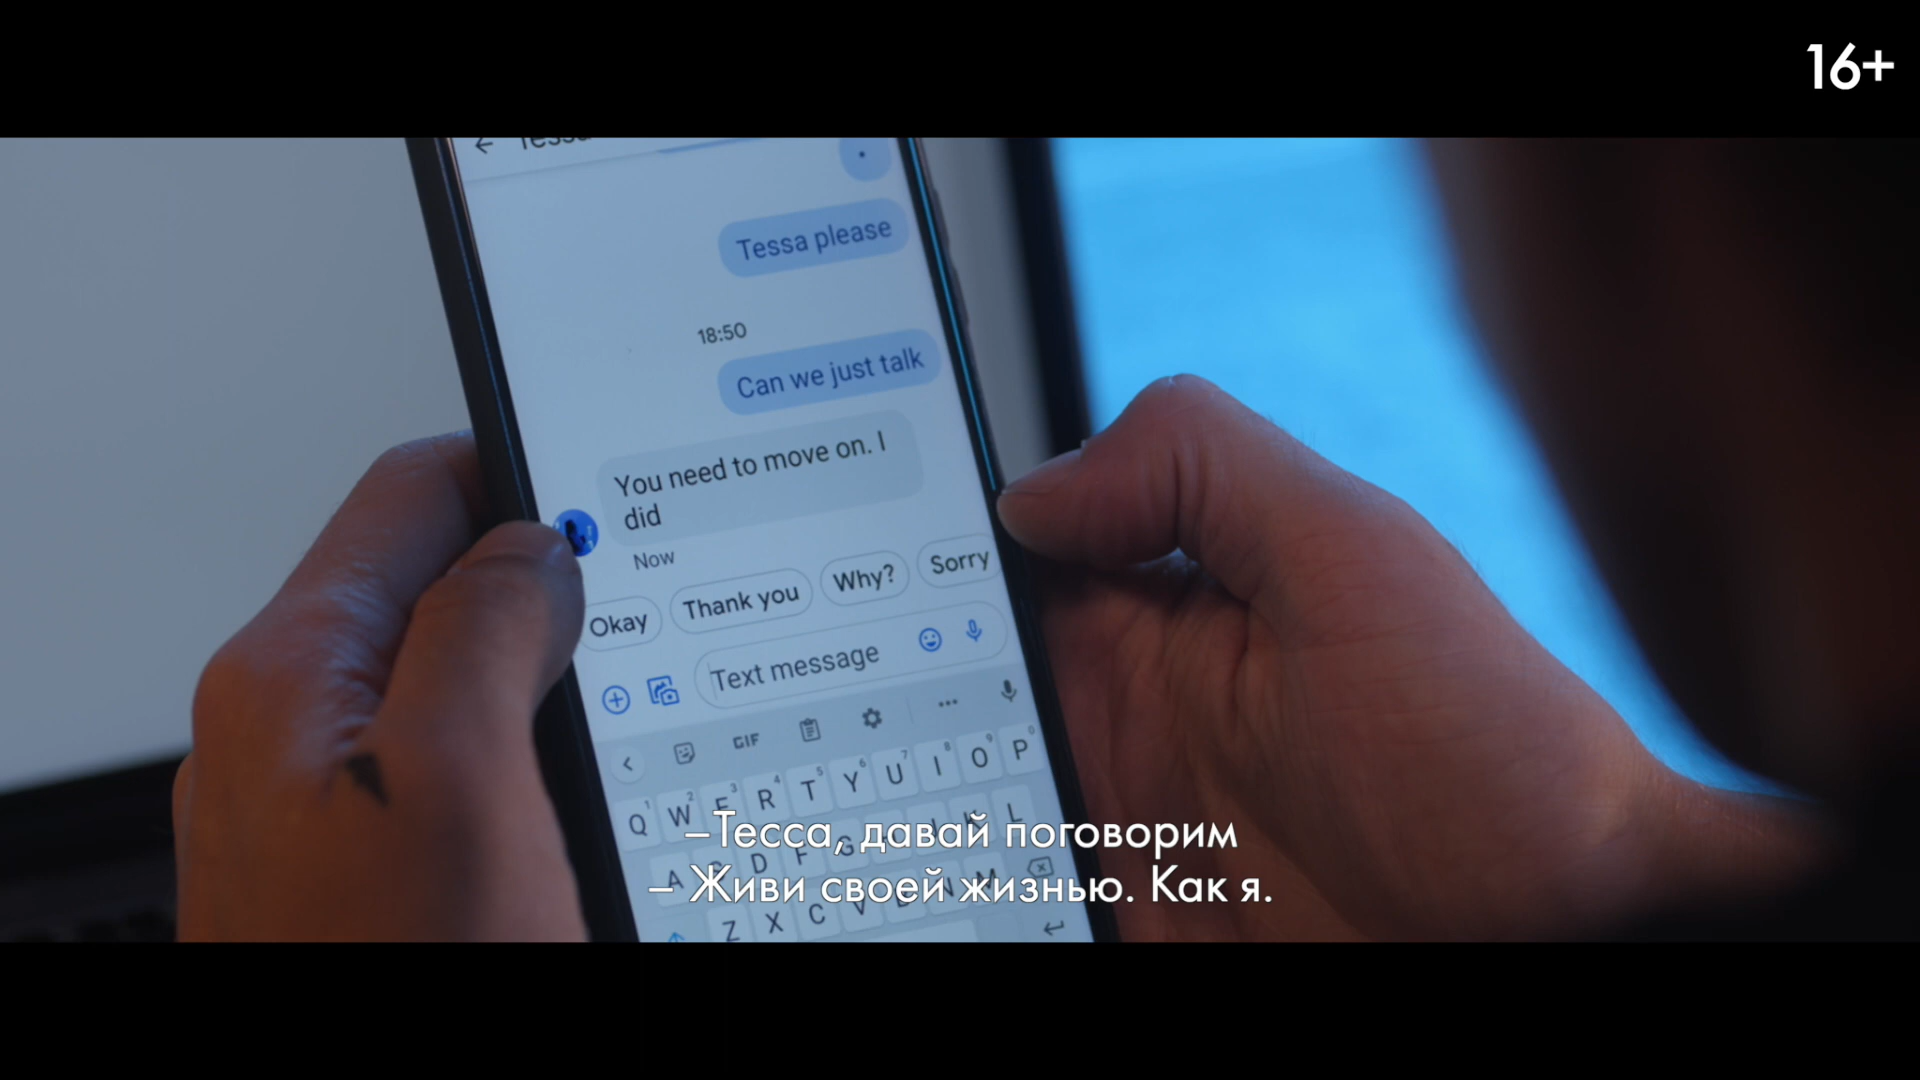 16+
Tessa please
18:50
Can we just talk
You need to move on. I
did
Now
Okay
Thank you
Why?
Sorry
Text message
GIF
Q W E R T Y U I O P
–Тесса, давай поговорим
– Живи своей жизнью. Как я.
Z X C V